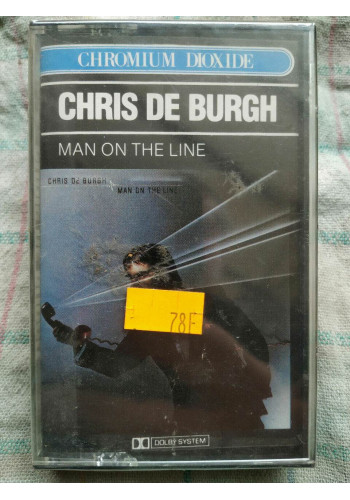 CHROMIUM DIOXIDE
CHRIS DE BURGH
MAN ON THE LINE
CHRIS DE BURGH
MAN ON THE LINE
78F
DOLBY SYSTEM